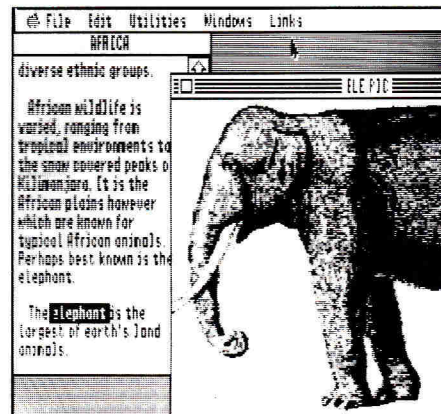 File Edit Utilities Windows Links
AFRICA
diverse ethnic groups.
ELE PIC
African wildlife is
varied, ranging from
tropical environments to
the snow covered peaks o
Kilimanjaro. It is the
African plains however
which are known for
typical African animals.
Perhaps best known is the
elephant.
The elephant is the
largest of earth's land
animals.